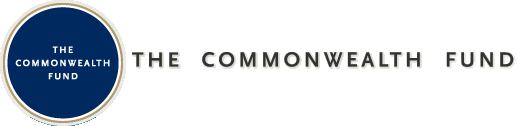 THE
COMMONWEALTH
FUND
THE COMMONWEALTH FUND